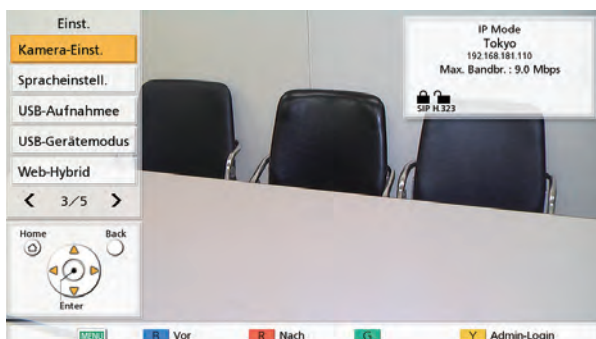 Einst.
Kamera-Einst.
Spracheinstell.
USB-Aufnahmee
USB-Gerätemodus
Web-Hybrid
3/5
Home
Back
Enter
IP Mode
Tokyo
192.168.181.110
Max. Bandbr. : 9.0 Mbps
SIP H.323
MENU
B Vor
R Nach
G
Y Admin-Login